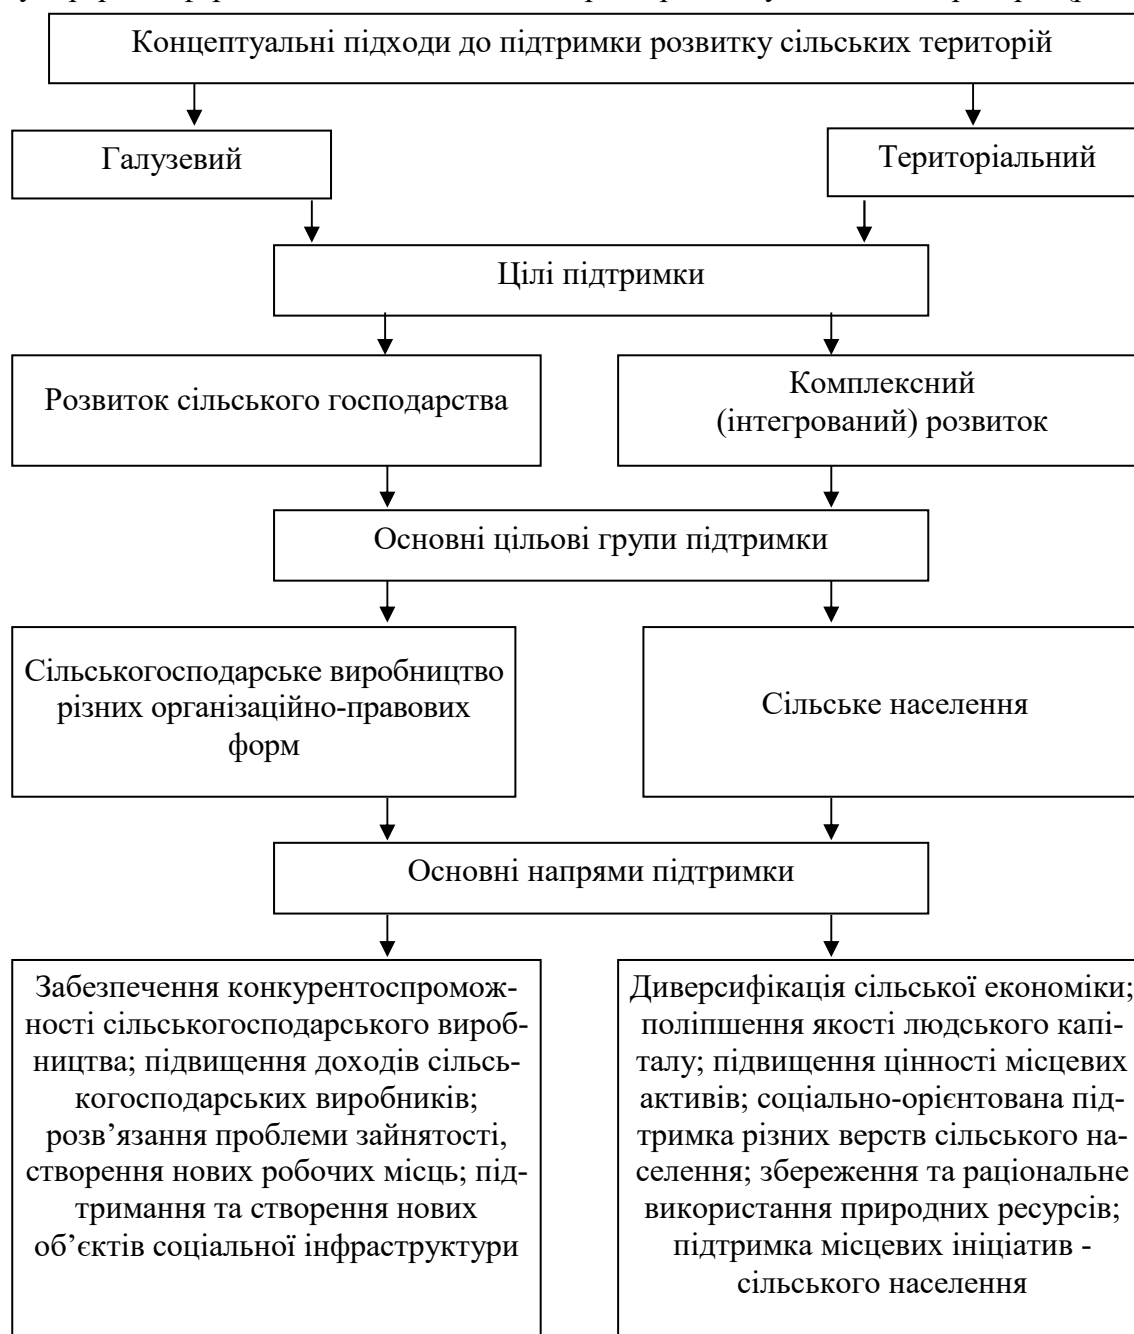 Концептуальні підходи до підтримки розвитку сільських територій
Галузевий
Територіальний
Цілі підтримки
Розвиток сільського господарства
Комплексний
(інтегрований) розвиток
Основні цільові групи підтримки
Сільськогосподарське виробництво
різних організаційно-правових
форм
Сільське населення
Основні напрями підтримки
Забезпечення конкурентоспромож-
ності сільськогосподарського вироб-
ництва; підвищення доходів сіль-
ськогосподарських виробників;
розв’язання проблеми зайнятості,
створення нових робочих місць; під-
тримання та створення нових
об’єктів соціальної інфраструктури
Диверсифікація сільської економіки;
поліпшення якості людського капі-
талу; підвищення цінності місцевих
активів; соціально-орієнтована під-
тримка різних верств сільського на-
селення; збереження та раціональне
використання природних ресурсів;
підтримка місцевих ініціатив -
сільського населення